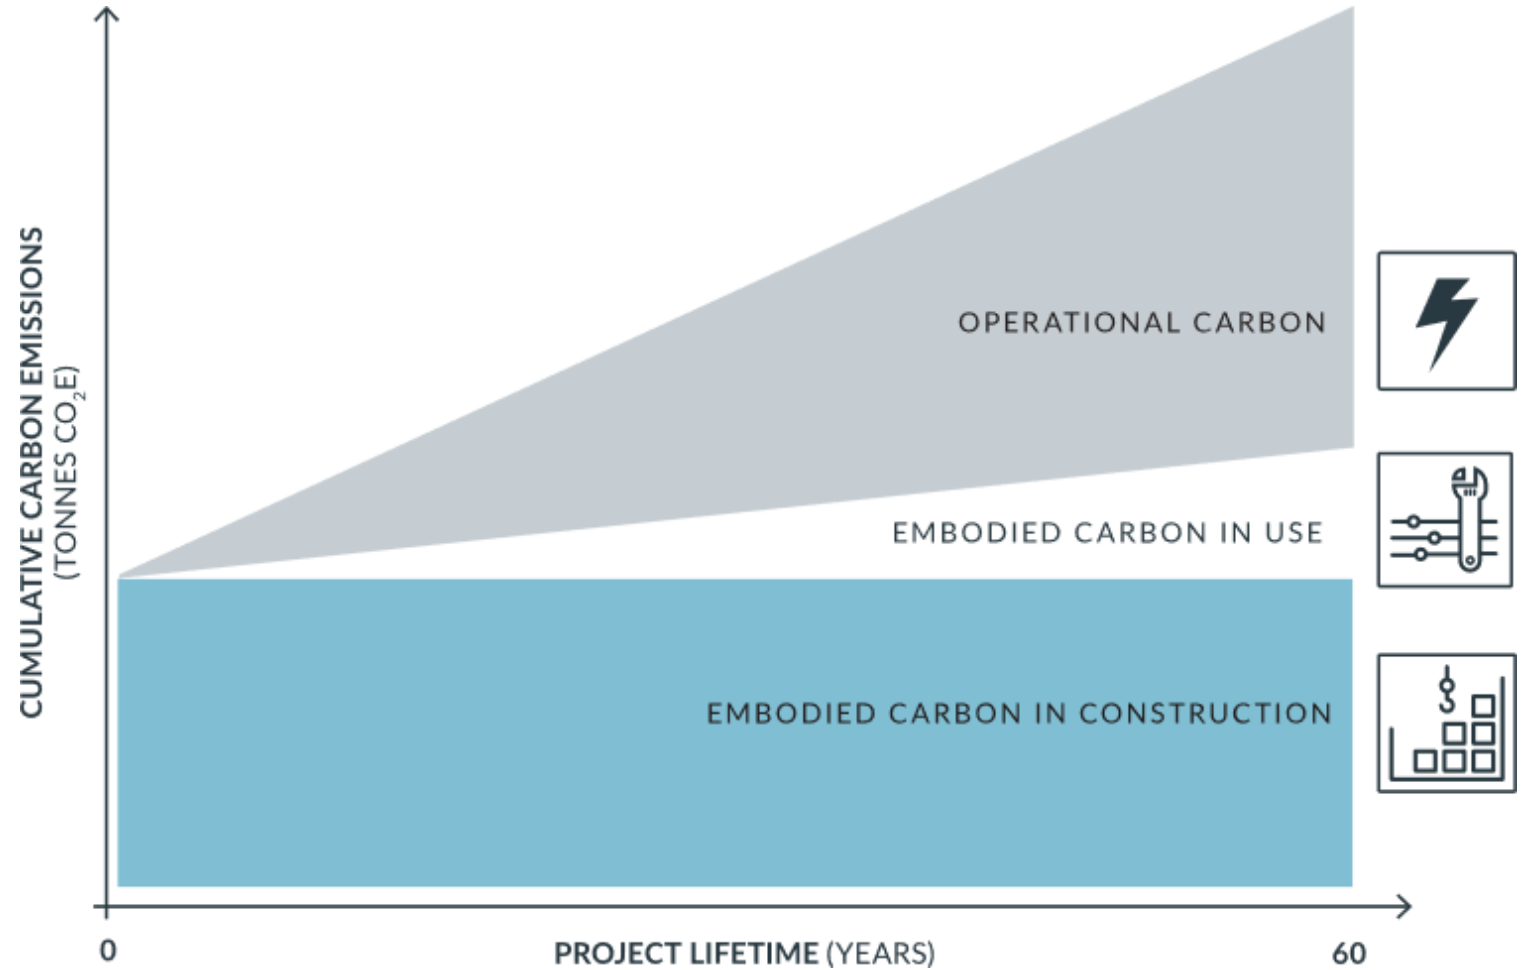 CUMULATIVE CARBON EMISSIONS
(TONNES CO₂E)
OPERATIONAL CARBON
EMBODIED CARBON IN USE
EMBODIED CARBON IN CONSTRUCTION
0
PROJECT LIFETIME (YEARS)
60